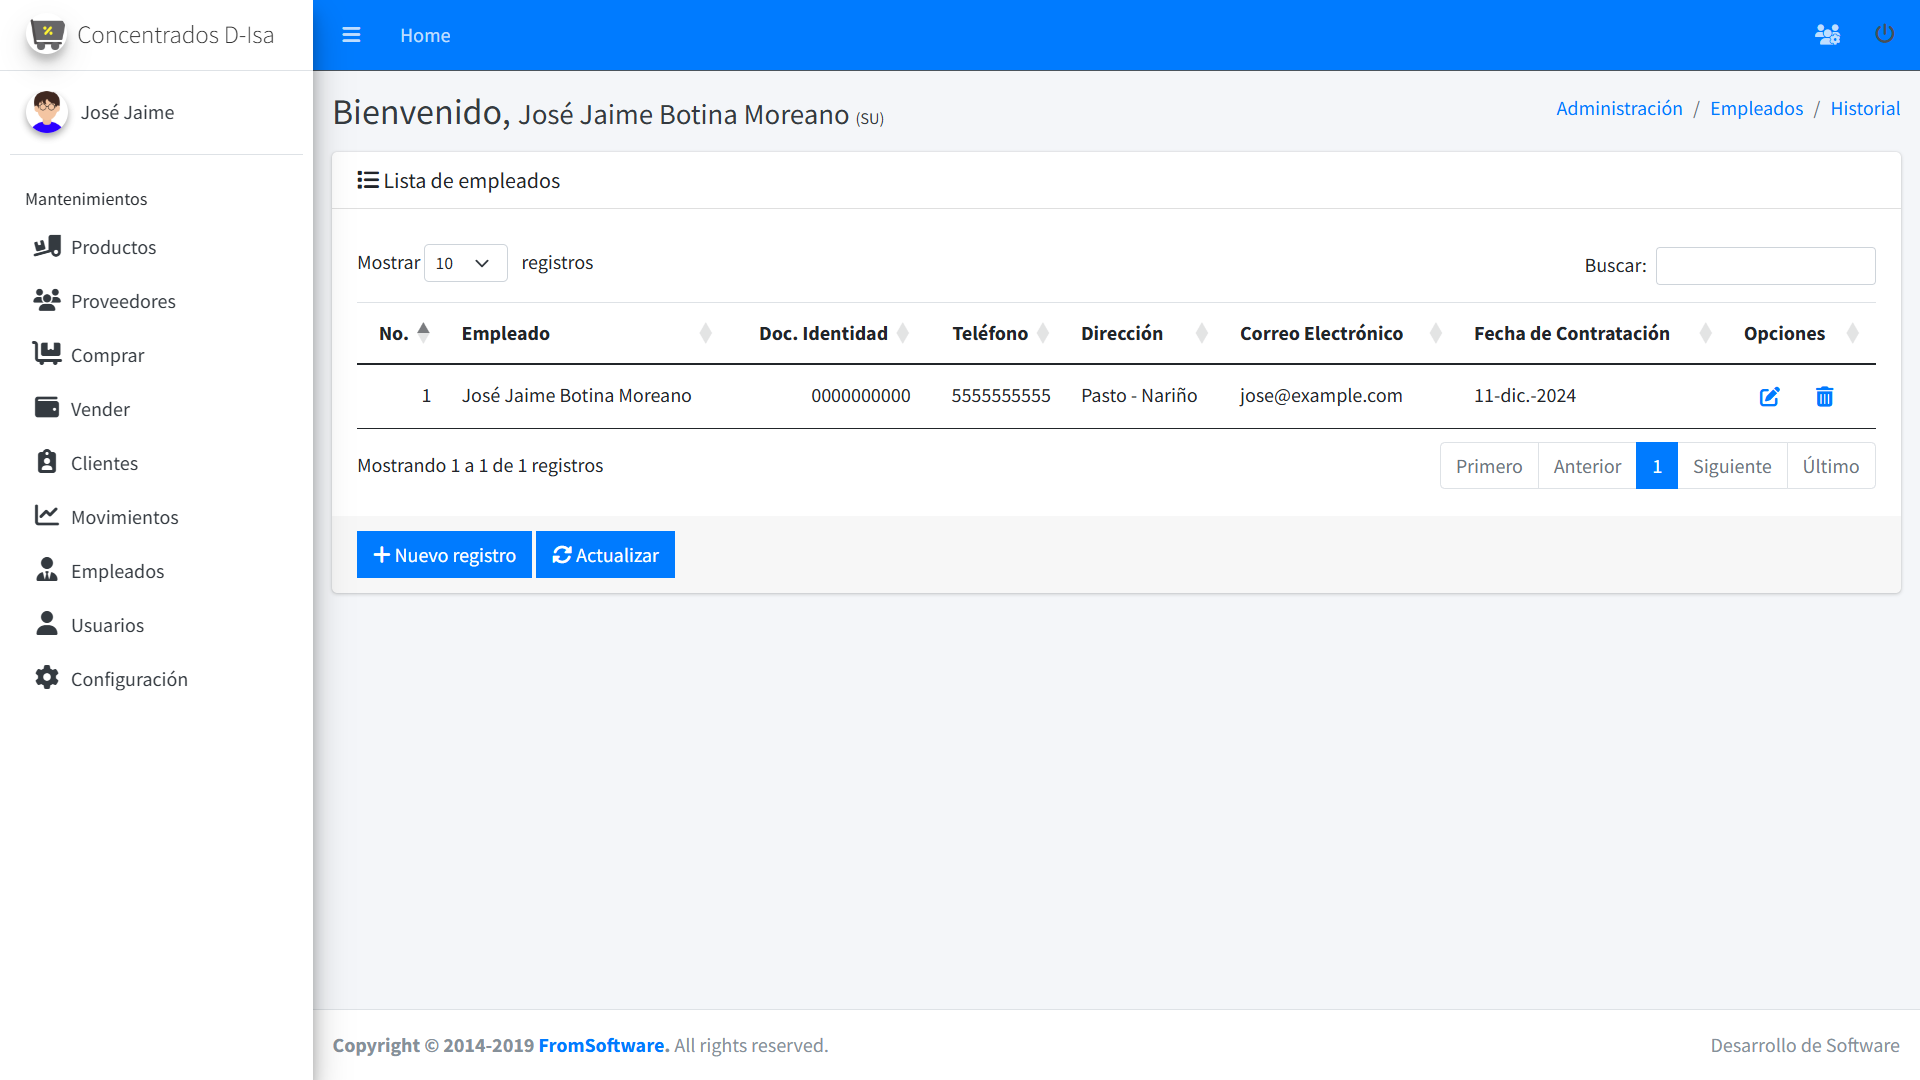 Concentrados D-Isa
Home
José Jaime
Bienvenido, José Jaime Botina Moreano (SU)
Administración / Empleados / Historial
Mantenimientos
Productos
Proveedores
Comprar
Vender
Clientes
Movimientos
Empleados
Usuarios
Configuración
Lista de empleados
Mostrar 10 registros
Buscar:
No. Empleado Doc. Identidad Teléfono Dirección Correo Electrónico Fecha de Contratación Opciones
1 José Jaime Botina Moreano 0000000000 5555555555 Pasto - Nariño jose@example.com 11-dic.-2024
Mostrando 1 a 1 de 1 registros
Primero Anterior 1 Siguiente Último
Nuevo registro Actualizar
Copyright © 2014-2019 FromSoftware. All rights reserved.
Desarrollo de Software